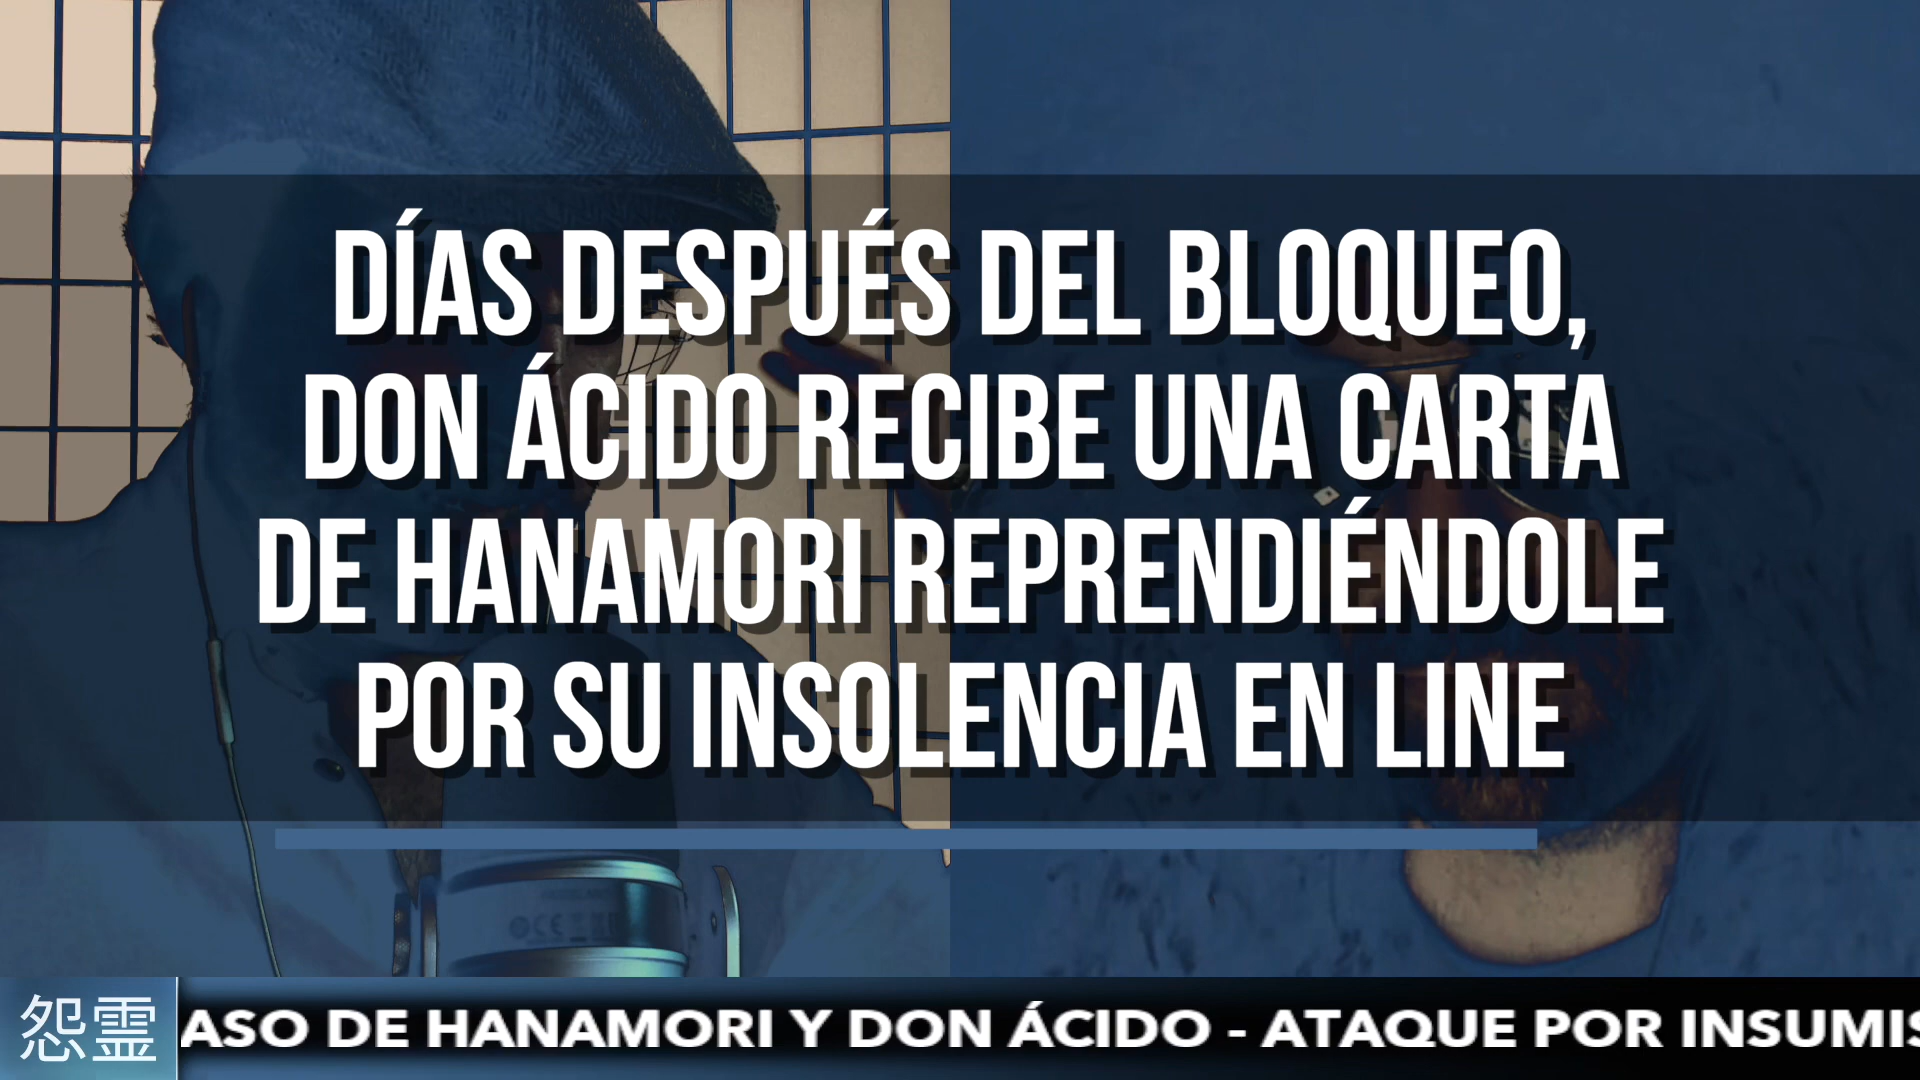 DÍAS DESPUÉS DEL BLOQUEO,
DON ÁCIDO RECIBE UNA CARTA
DE HANAMORI REPRENDIÉNDOLE
POR SU INSOLENCIA EN LINE
怨霊
ASO DE HANAMORI Y DON ÁCIDO - ATAQUE POR INSUMIS